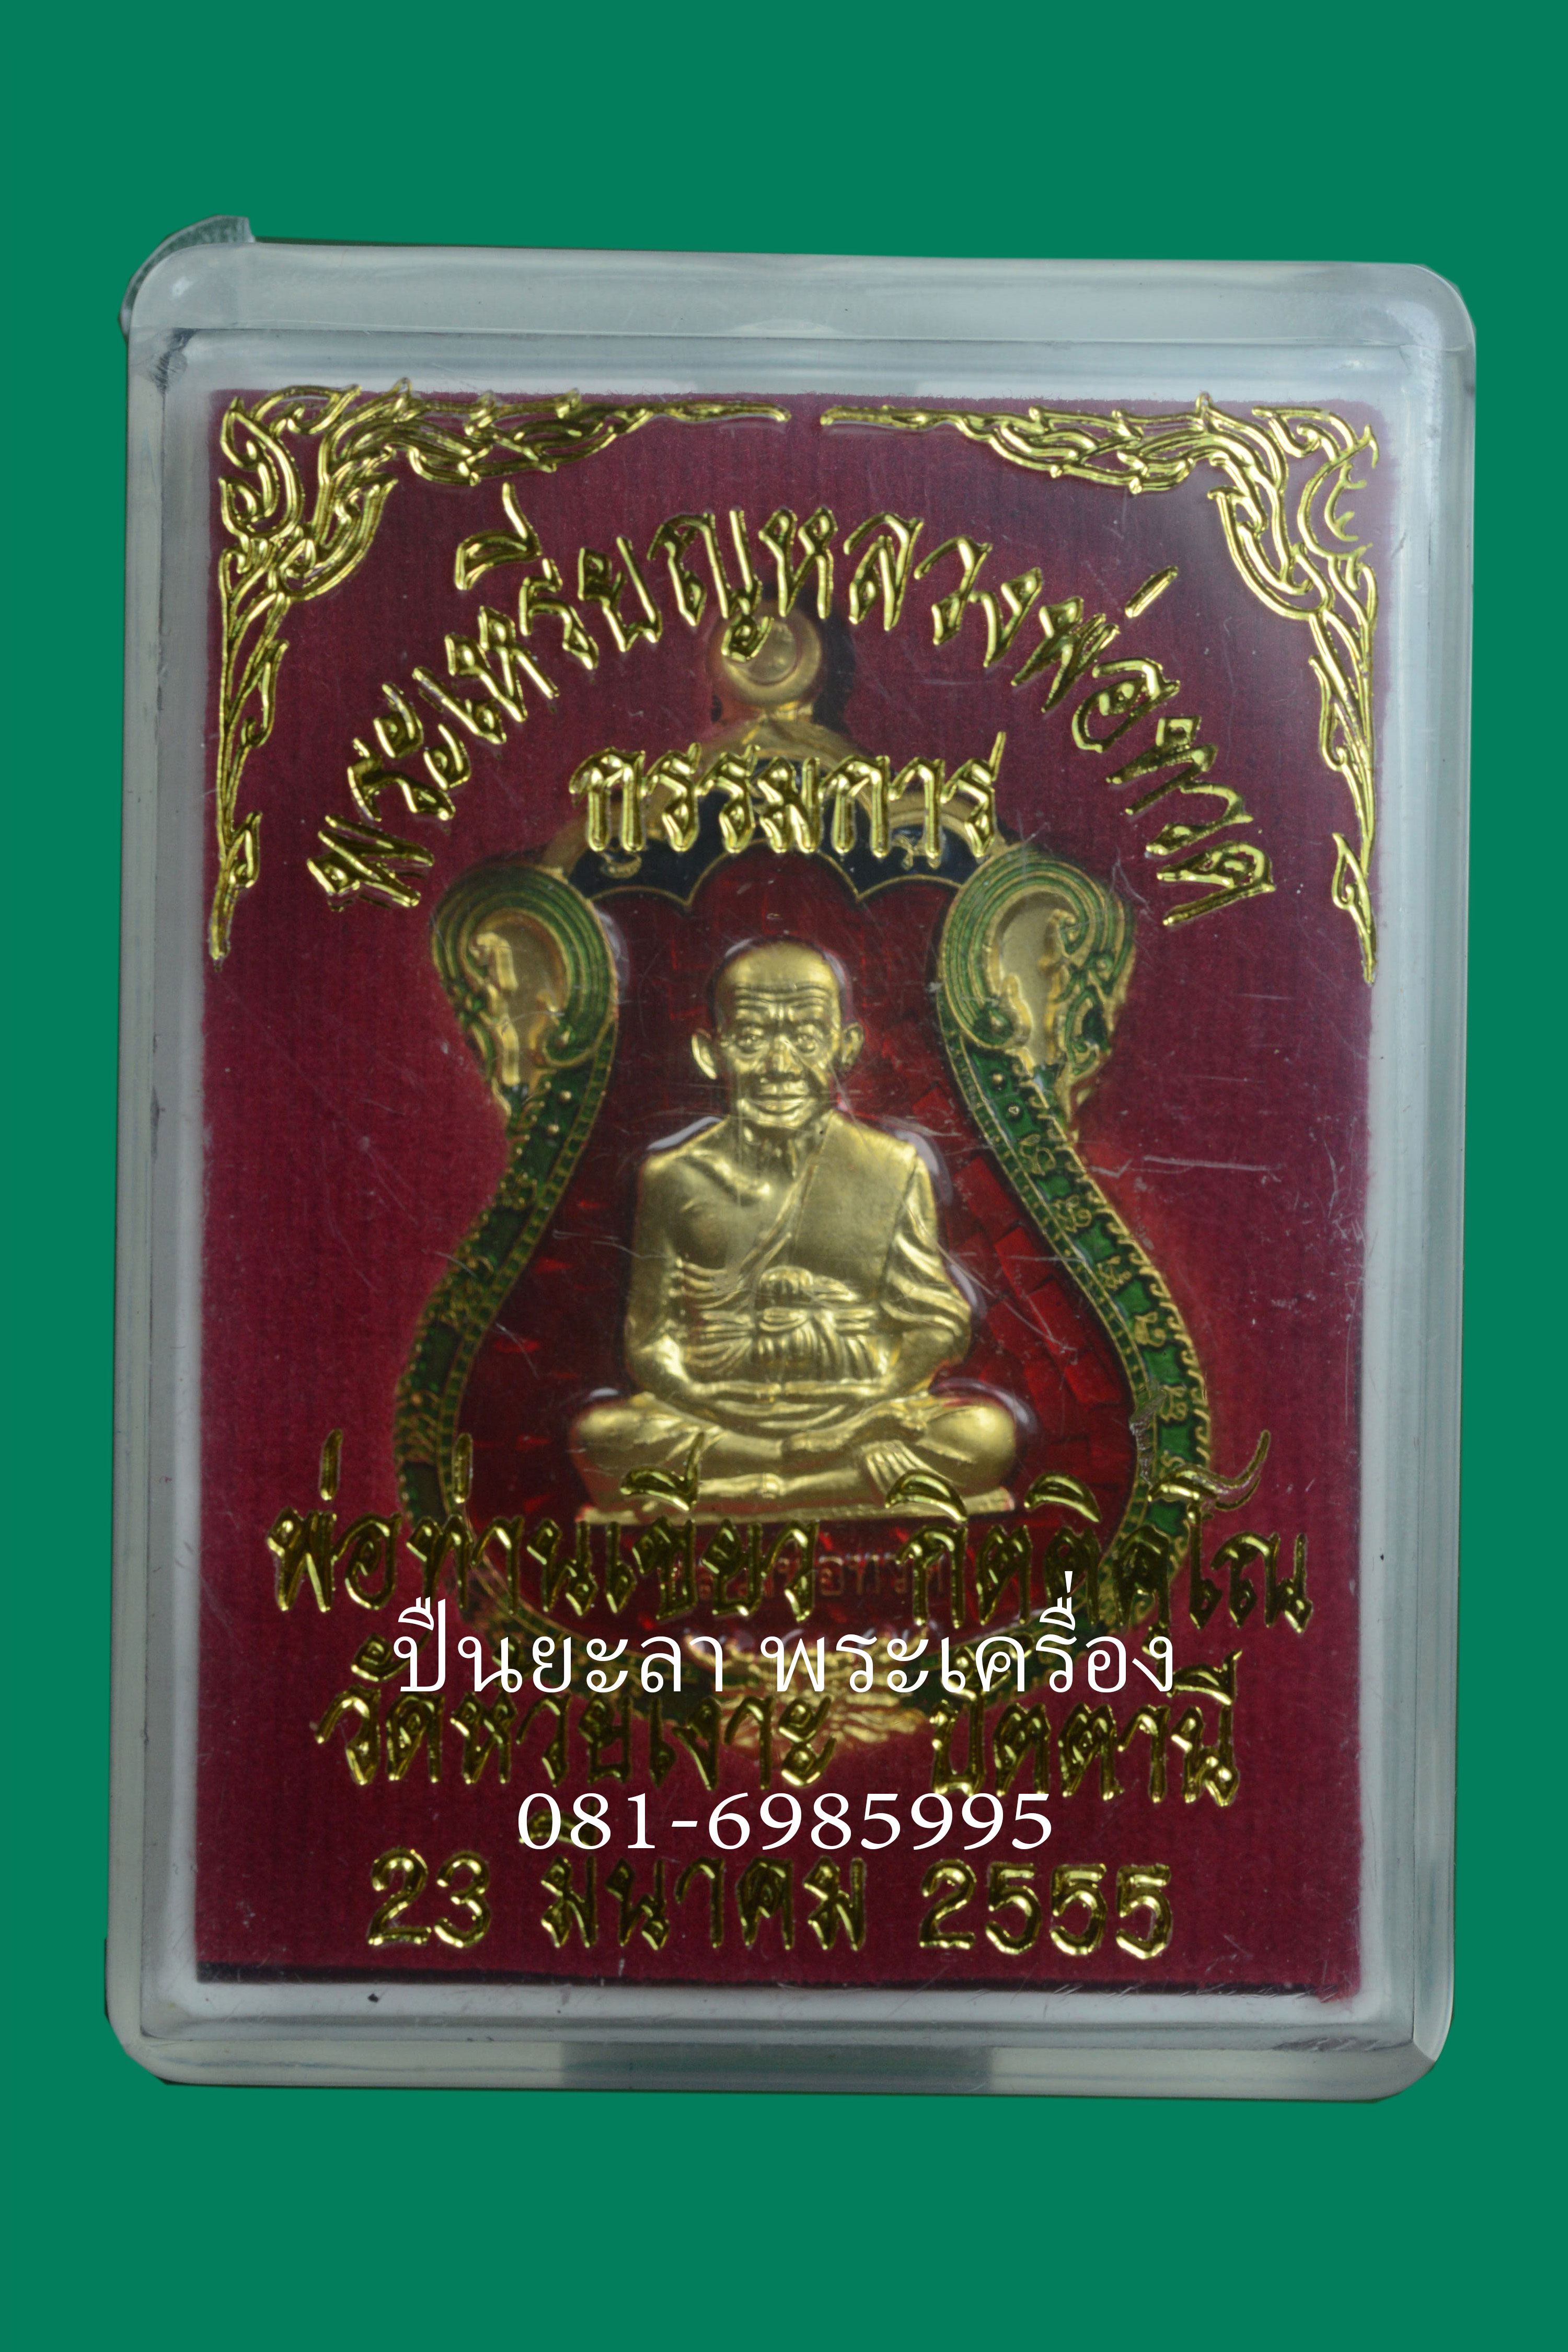 พระเหรียญหลวงพ่อทวด
กรรมการ
พ่อท่านเขียว กิตติคุโณ
ปืนยะลา พระเครื่อง
วัดห้วยเงาะ ปัตตานี
081-6985995
23 มีนาคม 2555